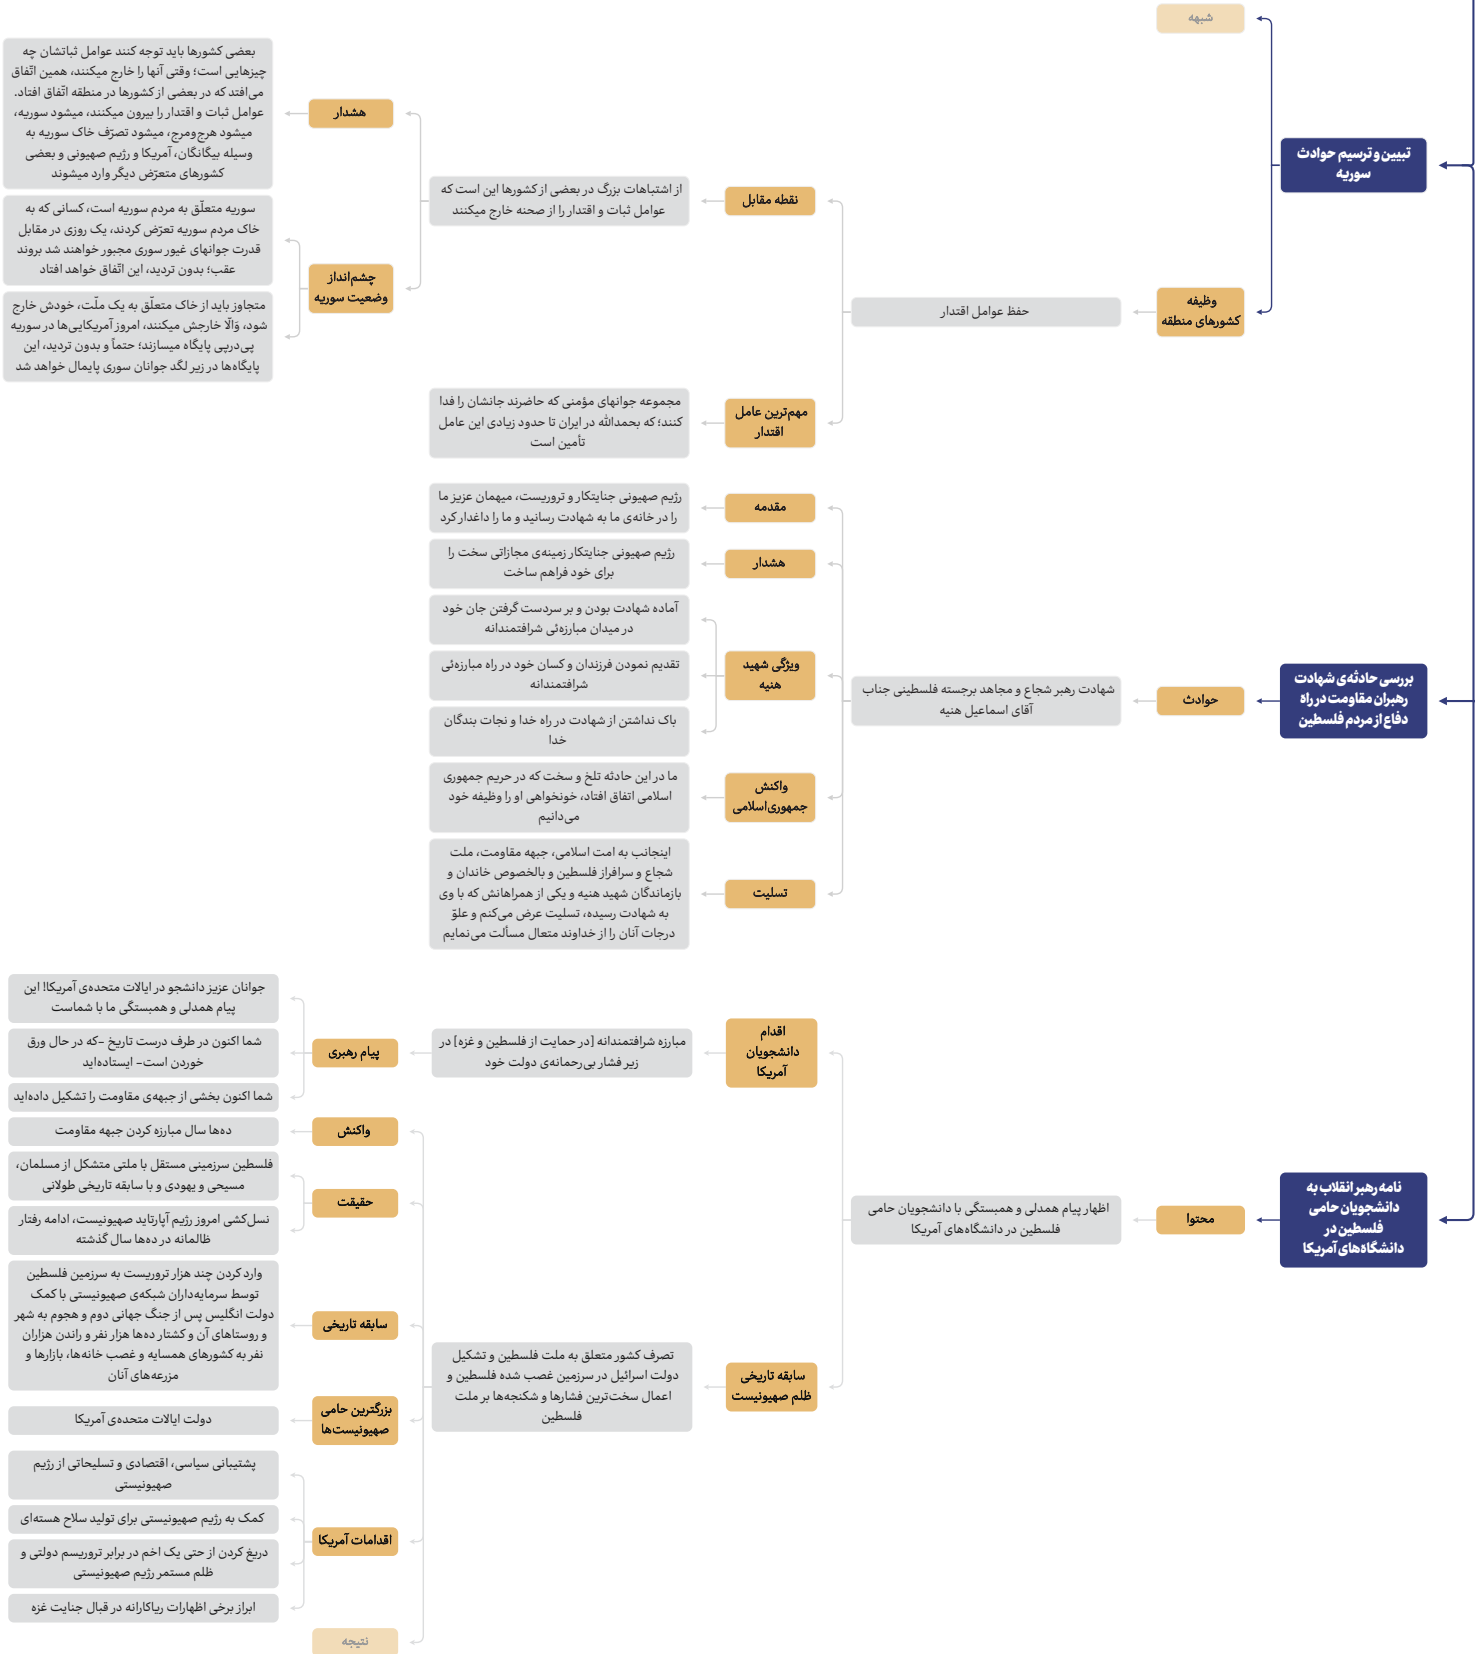 شبهه
تبیین و ترسیم حوادث
سوریه
وظیفه
کشورهای منطقه
حفظ عوامل اقتدار
نقطه مقابل
از اشتباهات بزرگ در بعضی از کشورها این است که
عوامل ثبات و اقتدار را از صحنه خارج میکنند
هشدار
بعضی کشورها باید توجه کنند عوامل ثباتشان چه
چیزهایی است؛ وقتی آنها را خارج میکنند، همین اتّفاق
می‌افتد که در بعضی از کشورها در منطقه اتّفاق افتاد.
عوامل ثبات و اقتدار را بیرون میکنند، میشود سوریه،
میشود هرج‌ومرج، میشود تصرّف خاک سوریه به
وسیله بیگانگان، آمریکا و رژیم صهیونی و بعضی
کشورهای متعرّض دیگر وارد میشوند
چشم‌انداز
وضعیت سوریه
سوریه متعلّق به مردم سوریه است، کسانی که به
خاک مردم سوریه تعرّض کردند، یک روزی در مقابل
قدرت جوانهای غیور سوری مجبور خواهند شد بروند
عقب؛ بدون تردید، این اتّفاق خواهد افتاد
متجاوز باید از خاک متعلّق به یک ملّت، خودش خارج
شود، وَالّا خارجش میکنند، امروز آمریکایی‌ها در سوریه
پی‌درپی پایگاه میسازند؛ حتماً و بدون تردید، این
پایگاه‌ها در زیر لگد جوانان سوری پایمال خواهد شد
مهم‌ترین عامل
اقتدار
مجموعه جوانهای مؤمنی که حاضرند جانشان را فدا
کنند؛ که بحمدالله در ایران تا حدود زیادی این عامل
تأمین است
بررسی حادثه‌ی شهادت
رهبران مقاومت در راه
دفاع از مردم فلسطین
حوادث
شهادت رهبر شجاع و مجاهد برجسته فلسطینی جناب
آقای اسماعیل هنیه
مقدمه
رژیم صهیونی جنایتکار و تروریست، میهمان عزیز ما
را در خانه‌ی ما به شهادت رسانید و ما را داغدار کرد
هشدار
رژیم صهیونی جنایتکار زمینه‌ی مجازاتی سخت را
برای خود فراهم ساخت
ویژگی شهید
هنیه
آماده شهادت بودن و بر سردست گرفتن جان خود
در میدان مبارزه‌ئی شرافتمندانه
تقدیم نمودن فرزندان و کسان خود در راه مبارزه‌ئی
شرافتمندانه
باک نداشتن از شهادت در راه خدا و نجات بندگان
خدا
واکنش
جمهوری‌اسلامی
ما در این حادثه تلخ و سخت که در حریم جمهوری
اسلامی اتفاق افتاد، خونخواهی او را وظیفه خود
می‌دانیم
تسلیت
اینجانب به امت اسلامی، جبهه مقاومت، ملت
شجاع و سرافراز فلسطین و بالخصوص خاندان و
بازماندگان شهید هنیه و یکی از همراهانش که با وی
به شهادت رسیده، تسلیت عرض می‌کنم و علوّ
درجات آنان را از خداوند متعال مسألت می‌نمایم
نامه رهبر انقلاب به
دانشجویان حامی
فلسطین در
دانشگاه‌های آمریکا
محتوا
اظهار پیام همدلی و همبستگی با دانشجویان حامی
فلسطین در دانشگاه‌های آمریکا
اقدام
دانشجویان
آمریکا
مبارزه شرافتمندانه [در حمایت از فلسطین و غزه] در
زیر فشار بی‌رحمانه‌ی دولت خود
پیام رهبری
جوانان عزیز دانشجو در ایالات متحده‌ی آمریکا! این
پیام همدلی و همبستگی ما با شماست
شما اکنون در طرف درست تاریخ -که در حال ورق
خوردن است- ایستاده‌اید
شما اکنون بخشی از جبهه‌ی مقاومت را تشکیل داده‌اید
سابقه تاریخی
ظلم صهیونیست
تصرف کشور متعلق به ملت فلسطین و تشکیل
دولت اسرائیل در سرزمین غصب شده فلسطین و
اعمال سخت‌ترین فشارها و شکنجه‌ها بر ملت
فلسطین
واکنش
ده‌ها سال مبارزه کردن جبهه مقاومت
حقیقت
فلسطین سرزمینی مستقل با ملتی متشکل از مسلمان،
مسیحی و یهودی و با سابقه تاریخی طولانی
نسل‌کشی امروز رژیم آپارتاید صهیونیست، ادامه رفتار
ظالمانه در ده‌ها سال گذشته
سابقه تاریخی
وارد کردن چند هزار تروریست به سرزمین فلسطین
توسط سرمایه‌داران شبکه‌ی صهیونیستی با کمک
دولت انگلیس پس از جنگ جهانی دوم و هجوم به شهر
و روستاهای آن و کشتار ده‌ها هزار نفر و راندن هزاران
نفر به کشورهای همسایه و غصب خانه‌ها، بازارها و
مزرعه‌های آنان
بزرگترین حامی
صهیونیست‌ها
دولت ایالات متحده‌ی آمریکا
اقدامات آمریکا
پشتیبانی سیاسی، اقتصادی و تسلیحاتی از رژیم
صهیونیستی
کمک به رژیم صهیونیستی برای تولید سلاح هسته‌ای
دریغ کردن از حتی یک اخم در برابر تروریسم دولتی و
ظلم مستمر رژیم صهیونیستی
ابراز برخی اظهارات ریاکارانه در قبال جنایت غزه
نتیجه